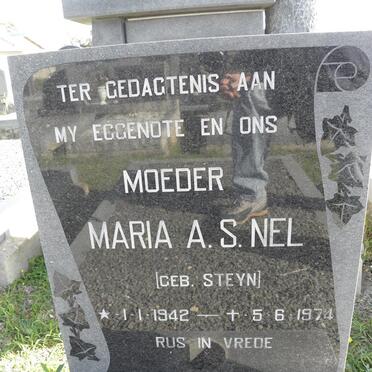 TER GEDAGTENIS AAN
MY EGGENOTE EN ONS
MOEDER
MARIA A.S. NEL
[GEB. STEYN]
★ 1.1.1942 — ✝ 5.6.1974
RUS IN VREDE